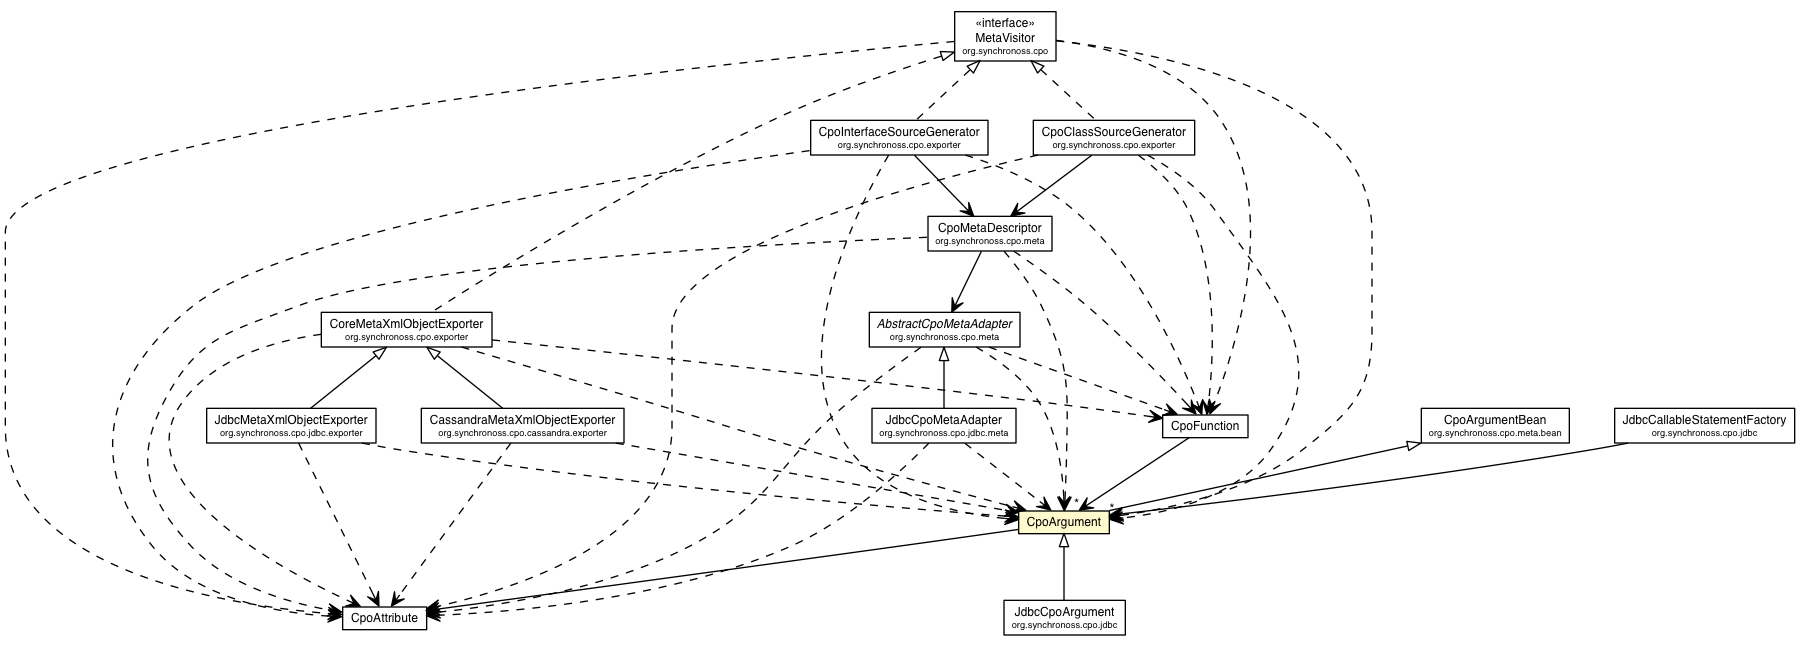 «interface»
MetaVisitor
org.synchronoss.cpo
CpoInterfaceSourceGenerator
org.synchronoss.cpo.exporter
CpoClassSourceGenerator
org.synchronoss.cpo.exporter
CpoMetaDescriptor
org.synchronoss.cpo.meta
CoreMetaXmlObjectExporter
org.synchronoss.cpo.exporter
AbstractCpoMetaAdapter
org.synchronoss.cpo.meta
JdbcMetaXmlObjectExporter
org.synchronoss.cpo.jdbc.exporter
CassandraMetaXmlObjectExporter
org.synchronoss.cpo.cassandra.exporter
JdbcCpoMetaAdapter
org.synchronoss.cpo.jdbc.meta
CpoFunction
CpoArgumentBean
org.synchronoss.cpo.meta.bean
JdbcCallableStatementFactory
org.synchronoss.cpo.jdbc
*
*
CpoArgument
CpoAttribute
JdbcCpoArgument
org.synchronoss.cpo.jdbc